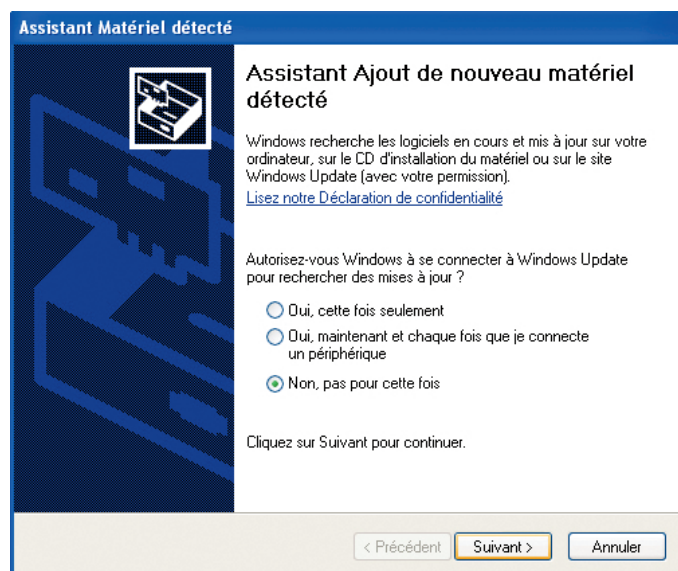 Assistant Matériel détecté
Assistant Ajout de nouveau matériel
détecté
Windows recherche les logiciels en cours et mis à jour sur votre
ordinateur, sur le CD d'installation du matériel ou sur le site
Windows Update (avec votre permission).
Lisez notre Déclaration de confidentialité
Autorisez-vous Windows à se connecter à Windows Update
pour rechercher des mises à jour ?
Oui, cette fois seulement
Oui, maintenant et chaque fois que je connecte
un périphérique
Non, pas pour cette fois
Cliquez sur Suivant pour continuer.
< Précédent
Suivant >
Annuler